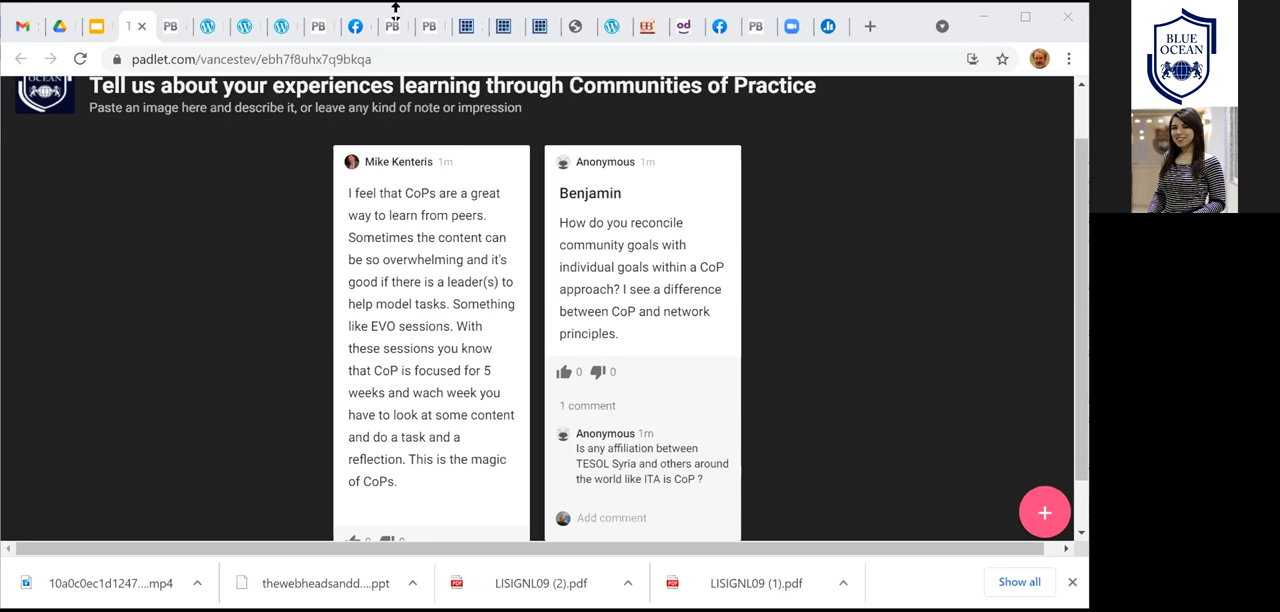 T
PB
PB
PB
PB
BB
od
PB
padlet.com/vancestev/ebh7f8uhx7q9bkqa
OCEAN
Tell us about your experiences learning through Communities of Practice
Paste an image here and describe it, or leave any kind of note or impression
Mike Kenteris 1m
I feel that CoPs are a great
way to learn from peers.
Sometimes the content can
be so overwhelming and it's
good if there is a leader(s) to
help model tasks. Something
like EVO sessions. With
these sessions you know
that CoP is focused for 5
weeks and wach week you
have to look at some content
and do a task and a
reflection. This is the magic
of CoPs.
Anonymous 1m
Benjamin
How do you reconcile
community goals with
individual goals within a CoP
approach? I see a difference
between CoP and network
principles.
0 0
1 comment
Anonymous 1m
Is any affiliation between
TESOL Syria and others around
the world like ITA is CoP ?
Add comment
10a0c0ec1d1247....mp4
thewebheadsandd....ppt
LISIGNL09 (2).pdf
LISIGNL09 (1).pdf
Show all
BLUE
OCEAN